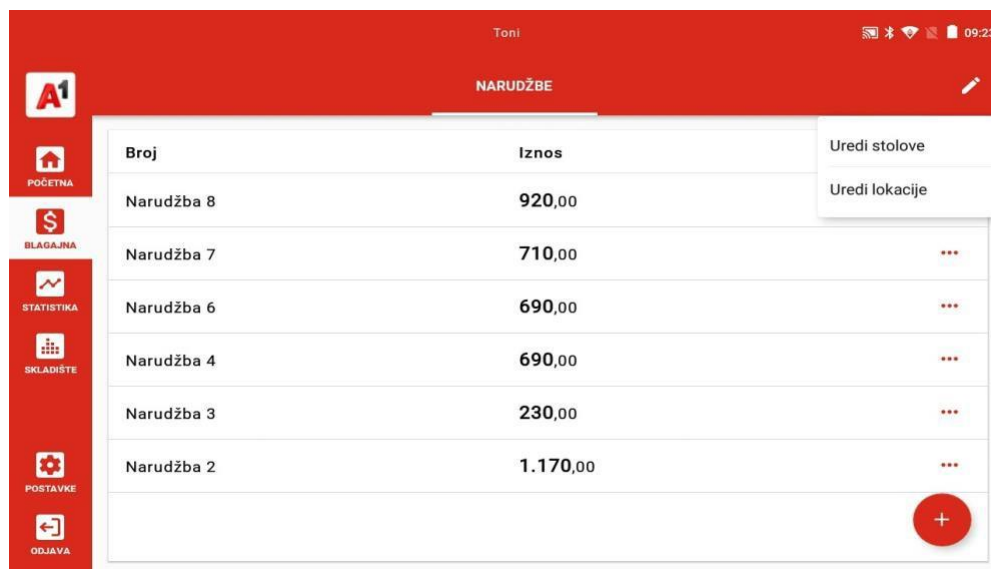 Toni
09:23
A1
NARUDŽBE
Uredi stolove
Uredi lokacije
POČETNA
BLAGAJNA
STATISTIKA
SKLADIŠTE
POSTAVKE
ODJAVA
Broj Iznos
Narudžba 8 920,00
Narudžba 7 710,00
Narudžba 6 690,00
Narudžba 4 690,00
Narudžba 3 230,00
Narudžba 2 1.170,00